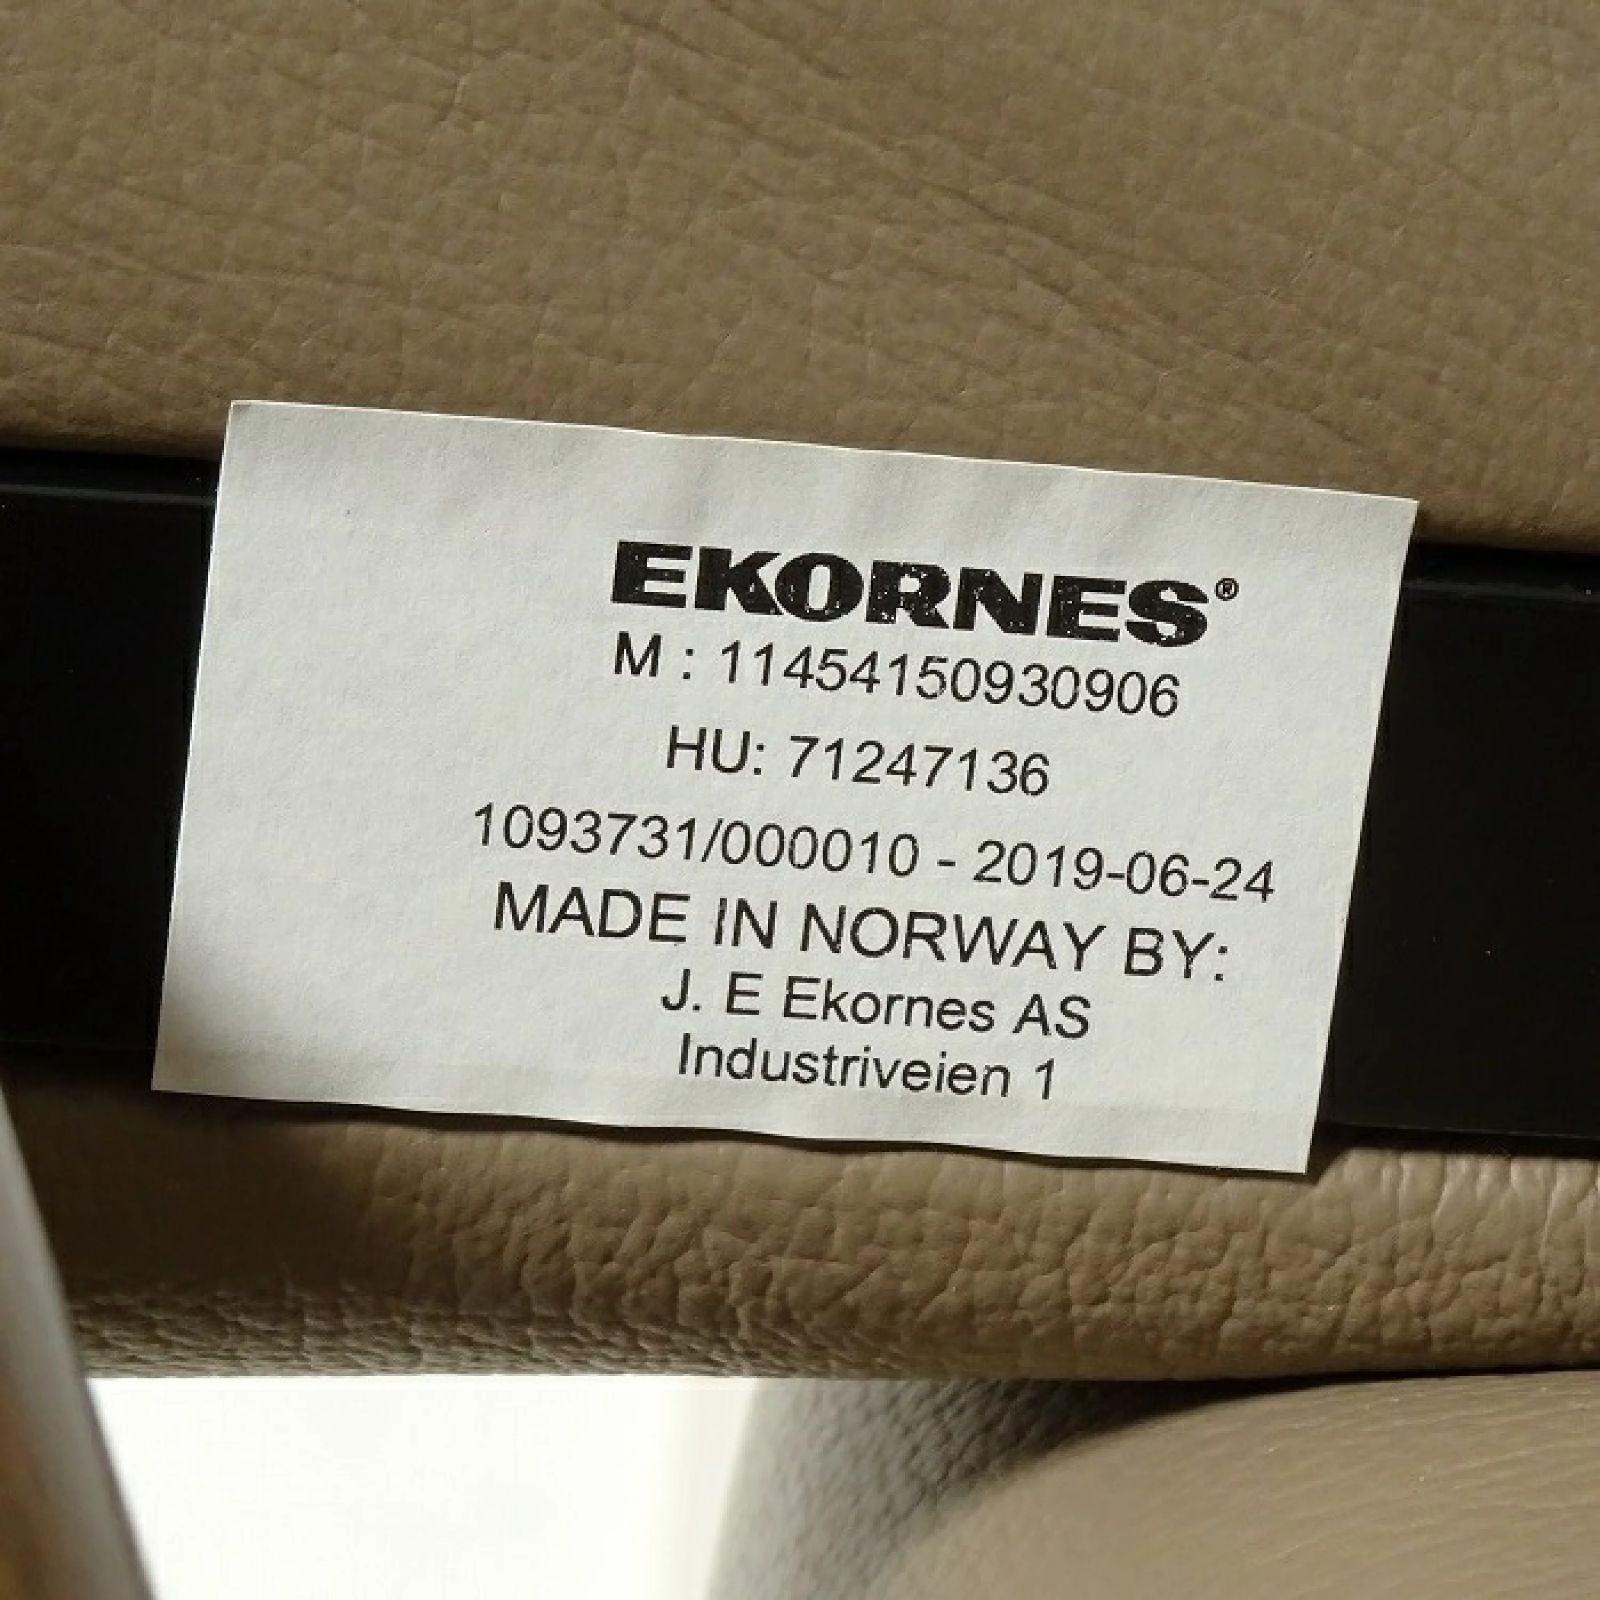 EKORNES®
M : 11454150930906
HU: 71247136
1093731/000010 - 2019-06-24
MADE IN NORWAY BY:
J. E Ekornes AS
Industriveien 1